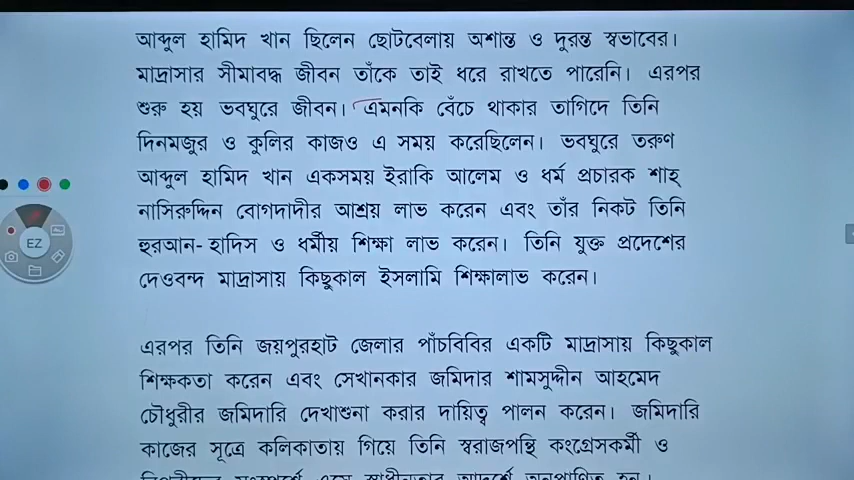 আব্দুল হামিদ খান ছিলেন ছোটবেলায় অশান্ত ও দুরন্ত স্বভাবের।
মাদ্রাসার সীমাবদ্ধ জীবন তাঁকে তাই ধরে রাখতে পারেনি। এরপর
শুরু হয় ভবঘুরে জীবন। এমনকি বেঁচে থাকার তাগিদে তিনি
দিনমজুর ও কুলির কাজও এ সময় করেছিলেন। ভবঘুরে তরুণ
আব্দুল হামিদ খান একসময় ইরাকি আলেম ও ধর্ম প্রচারক শাহ্
নাসিরুদ্দিন বোগদাদীর আশ্রয় লাভ করেন এবং তাঁর নিকট তিনি
EZ
হুরআন- হাদিস ও ধর্মীয় শিক্ষা লাভ করেন। তিনি যুক্ত প্রদেশের
দেওবন্দ মাদ্রাসায় কিছুকাল ইসলামি শিক্ষালাভ করেন।
এরপর তিনি জয়পুরহাট জেলার পাঁচবিবির একটি মাদ্রাসায় কিছুকাল
শিক্ষকতা করেন এবং সেখানকার জমিদার শামসুদ্দীন আহমেদ
চৌধুরীর জমিদারি দেখাশুনা করার দায়িত্ব পালন করেন। জমিদারি
কাজের সূত্রে কলিকাতায় গিয়ে তিনি স্বরাজপন্থি কংগ্রেসকর্মী ও